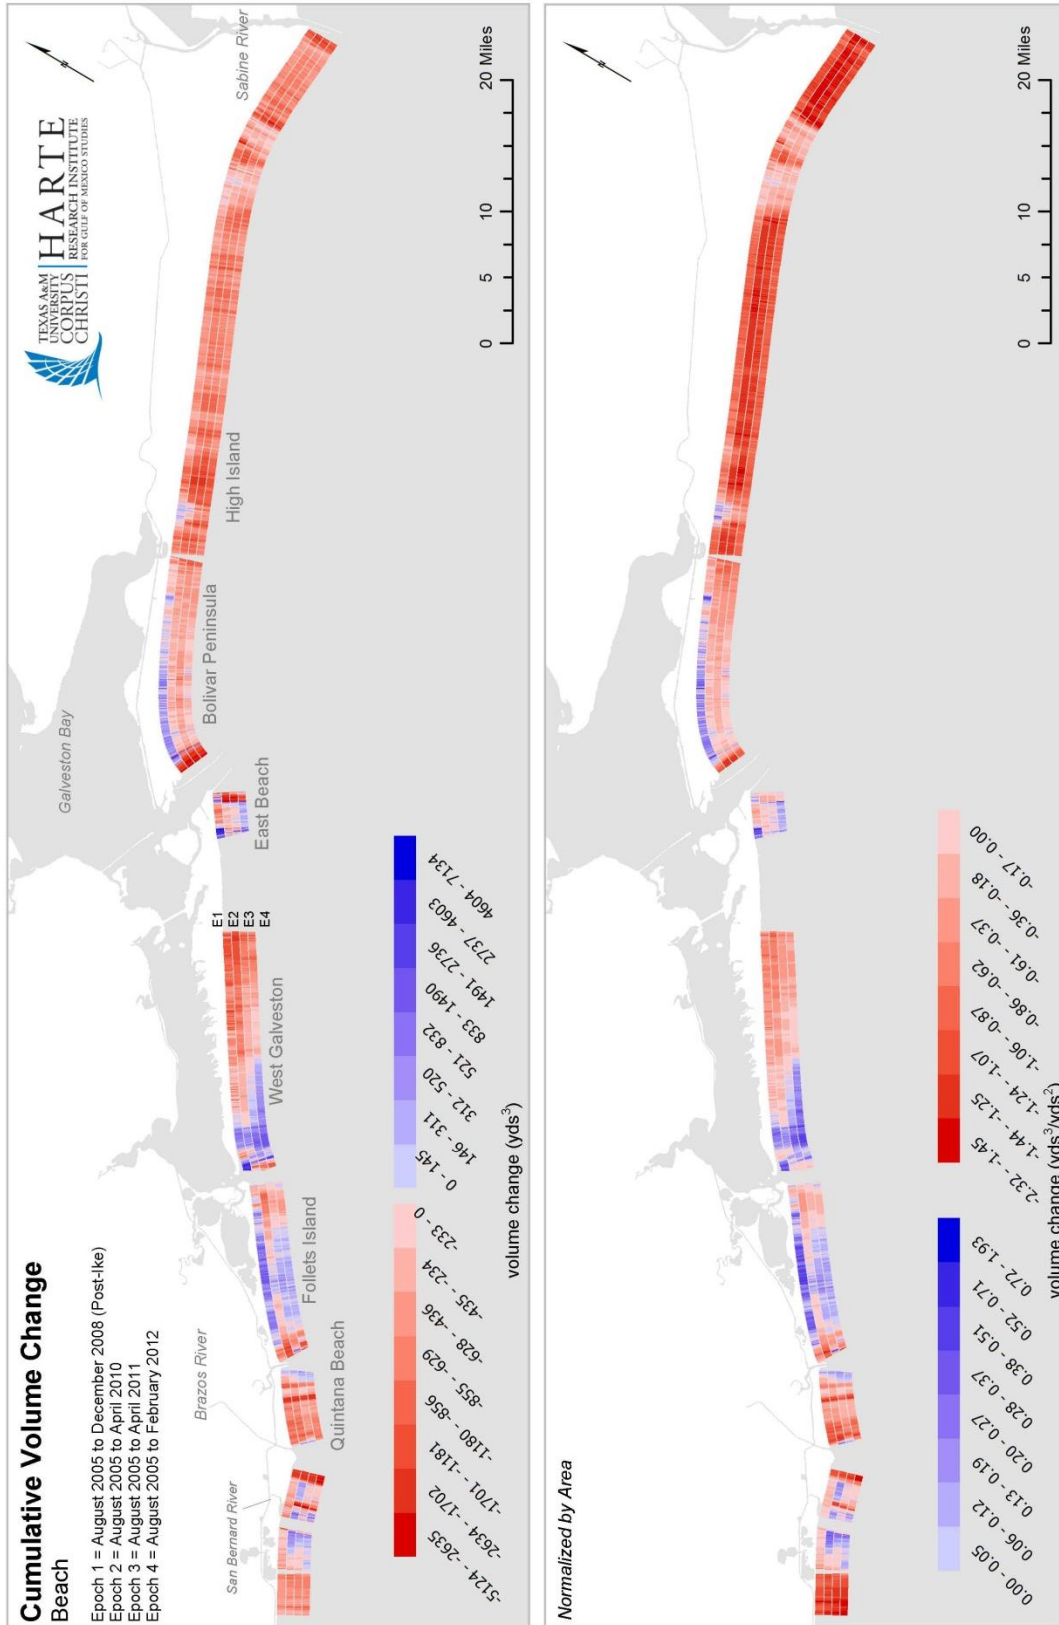 Cumulative Volume Change
Beach
Epoch 1 = August 2005 to December 2008 (Post-Ike)
Epoch 2 = August 2005 to April 2010
Epoch 3 = August 2005 to April 2011
Epoch 4 = August 2005 to February 2012
TEXAS A&M
UNIVERSITY
CORPUS
CHRISTI
HARTE
RESEARCH INSTITUTE
FOR GULF OF MEXICO STUDIES
N
San Bernard River
Brazos River
Galveston Bay
Sabine River
Quintana Beach
Follets Island
West Galveston
East Beach
Bolivar Peninsula
High Island
E1
E2
E3
E4
-5124 - -2635
-2634 - -1702
-1701 - -1181
-1180 - -856
-855 - -629
-628 - -436
-435 - -234
-233 - 0
0 - 145
146 - 311
312 - 520
521 - 832
833 - 1490
1491 - 2736
2737 - 4603
4604 - 7134
volume change (yds³)
0 5 10 20 Miles
Normalized by Area
N
0.00 - 0.05
0.06 - 0.12
0.13 - 0.19
0.20 - 0.27
0.28 - 0.37
0.38 - 0.51
0.52 - 0.71
0.72 - 1.93
-2.32 - -1.45
-1.44 - -1.25
-1.24 - -1.07
-1.06 - -0.87
-0.86 - -0.62
-0.61 - -0.37
-0.36 - -0.18
-0.17 - 0.00
volume change (yds³/yds²)
0 5 10 20 Miles